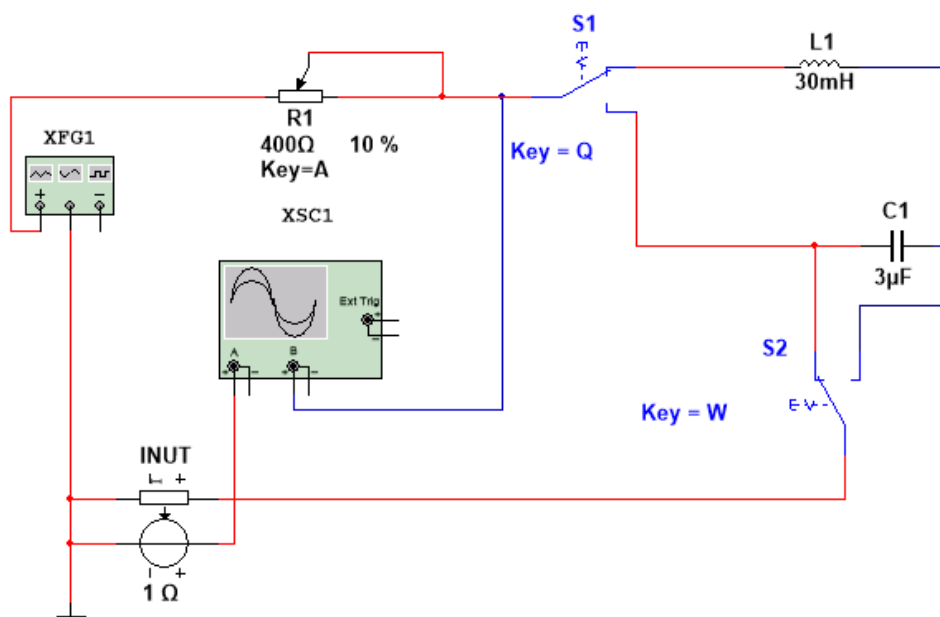 S1
L1
30mH
R1
400Ω 10 %
Key=A
Key = Q
XFG1
+ −
XSC1
C1
3µF
Ext Trig
+
−
A B
+ − + −
S2
Key = W
INUT
− +
− +
1 Ω